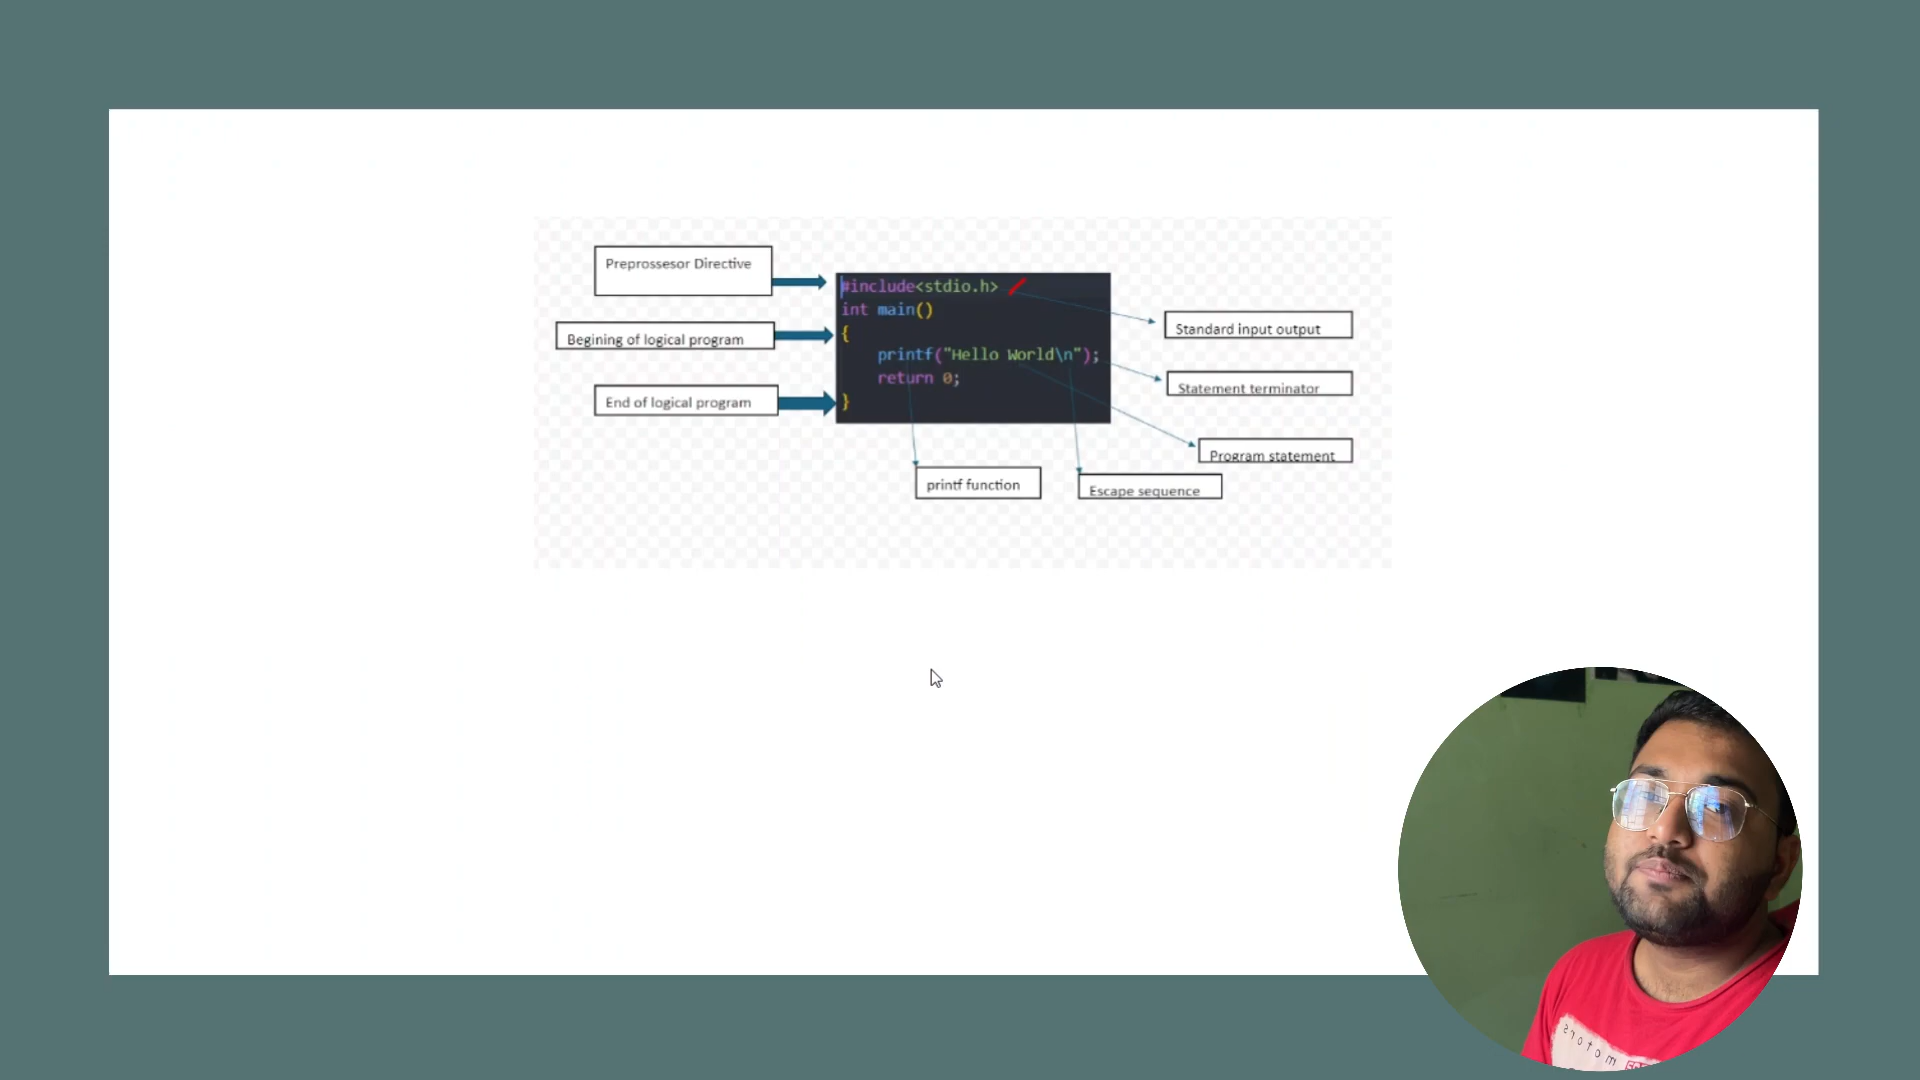 Preprossesor Directive
Begining of logical program
End of logical program
#include<stdio.h>
int main()
{
printf("Hello World\n");
return 0;
}
Standard input output
Statement terminator
Program statement
printf function
Escape sequence
motors